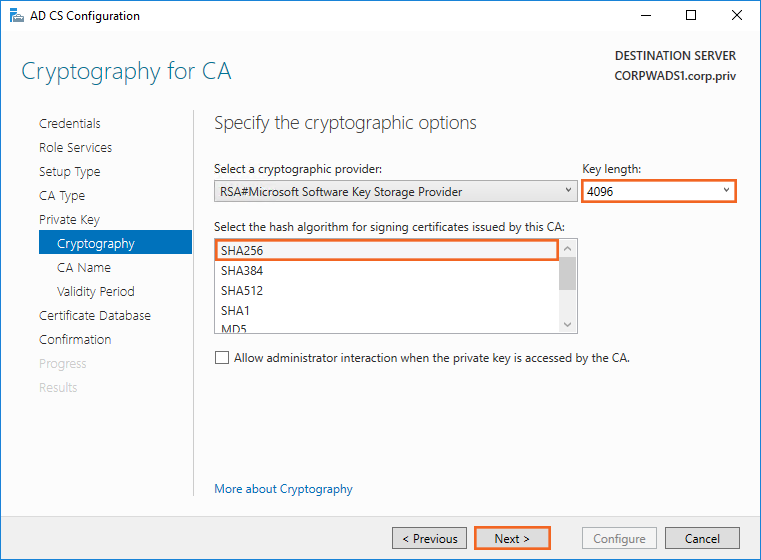 AD CS Configuration
Cryptography for CA
DESTINATION SERVER
CORPWADS1.corp.priv
Credentials
Role Services
Setup Type
CA Type
Private Key
Cryptography
CA Name
Validity Period
Certificate Database
Confirmation
Progress
Results
Specify the cryptographic options
Select a cryptographic provider:
Key length:
RSA#Microsoft Software Key Storage Provider
4096
Select the hash algorithm for signing certificates issued by this CA:
SHA256
SHA384
SHA512
SHA1
MD5
Allow administrator interaction when the private key is accessed by the CA.
More about Cryptography
< Previous
Next >
Configure
Cancel